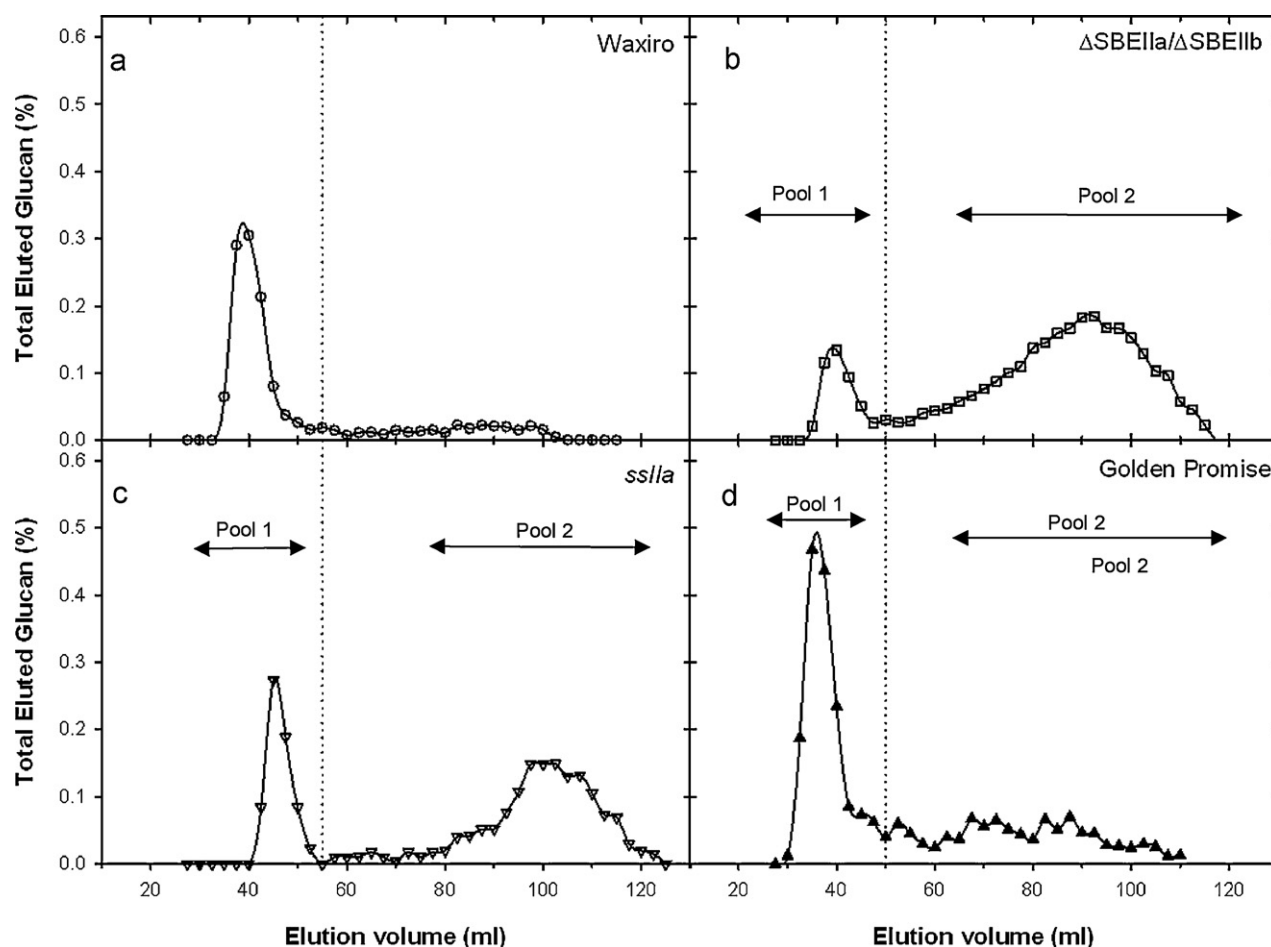 a
Waxiro
Total Eluted Glucan (%)
0.6
0.5
0.4
0.3
0.2
0.1
0.0
b
ΔSBEIIa/ΔSBEIIb
Pool 1
Pool 2
c
ssIIa
Total Eluted Glucan (%)
0.6
0.5
0.4
0.3
0.2
0.1
0.0
Pool 1
Pool 2
20 40 60 80 100 120
Elution volume (ml)
d
Golden Promise
Pool 1
Pool 2
Pool 2
20 40 60 80 100 120
Elution volume (ml)